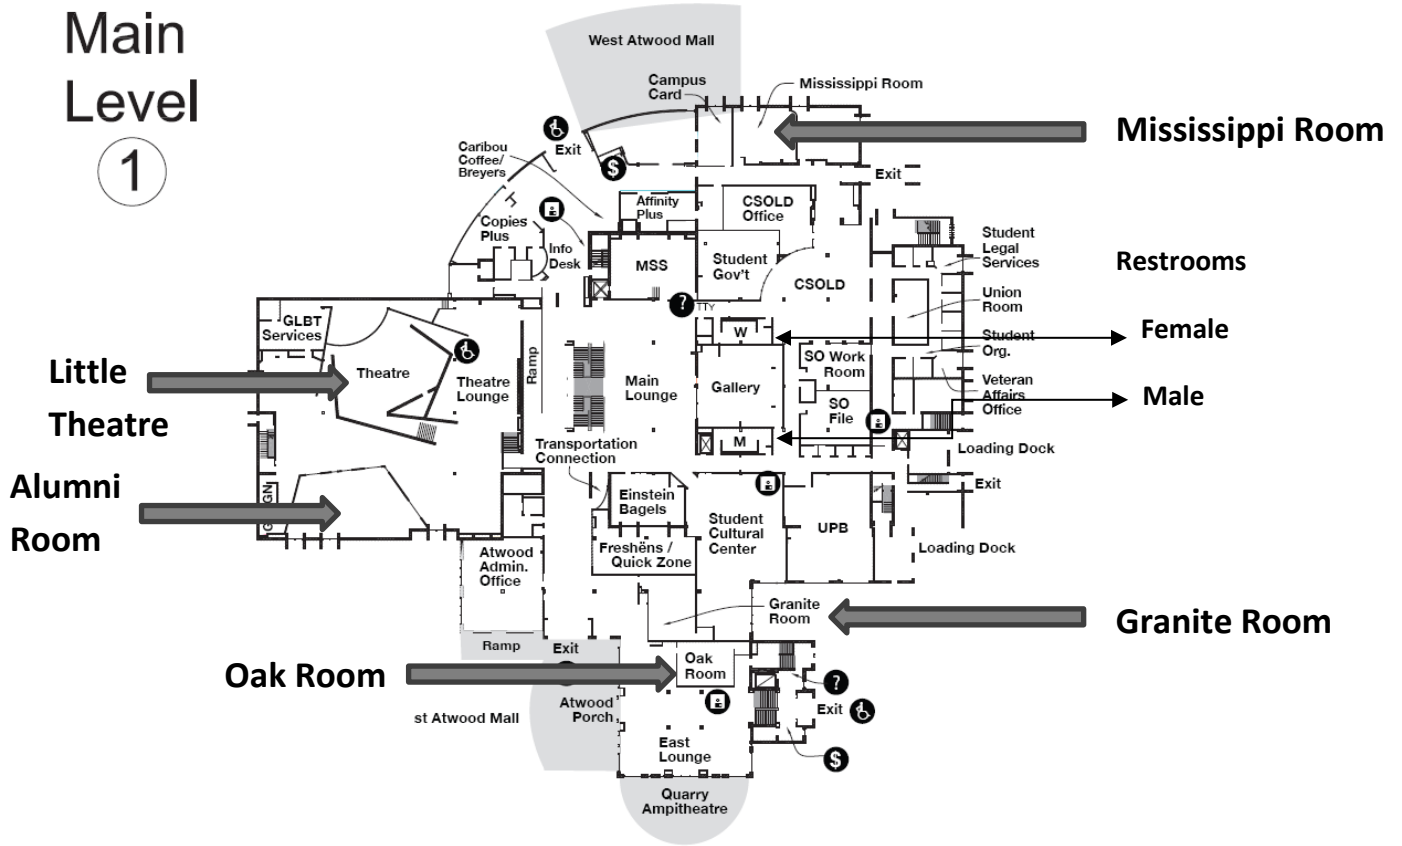 Main
Level
1
West Atwood Mall
Campus
Card
Mississippi Room
Mississippi Room
Exit
Caribou
Coffee/
Breyers
$
Exit
Affinity
Plus
CSOLD
Office
Copies
Plus
Info
Desk
MSS
Student
Gov't
CSOLD
Student
Legal
Services
Restrooms
Union
Room
?
TTY
W
Female
Student
Org.
GLBT
Services
Little
Theatre
Theatre
Theatre
Lounge
Ramp
Main
Lounge
Gallery
SO Work
Room
SO
File
Veteran
Affairs
Office
Male
M
Loading Dock
Transportation
Connection
Exit
Alumni
Room
Einstein
Bagels
Student
Cultural
Center
UPB
Loading Dock
Freshëns /
Quick Zone
Atwood
Admin.
Office
Granite
Room
Granite Room
Ramp
Exit
Oak Room
Oak
Room
?
Exit
st Atwood Mall
Atwood
Porch
East
Lounge
$
Quarry
Ampitheatre